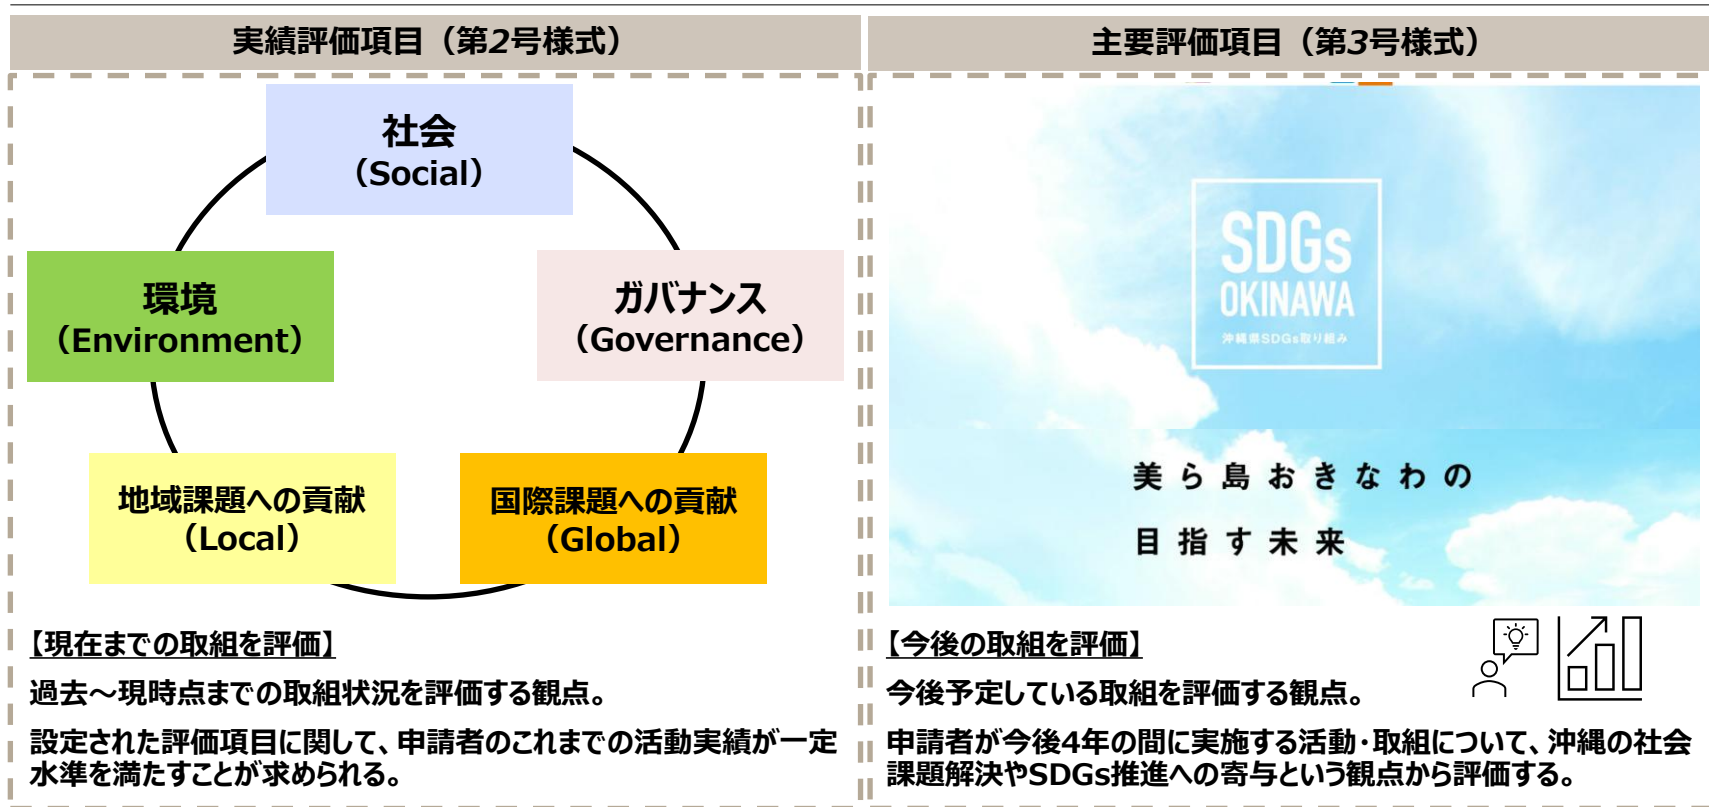 実績評価項目（第2号様式）
社会
（Social）
環境
（Environment）
ガバナンス
（Governance）
地域課題への貢献
（Local）
国際課題への貢献
（Global）
【現在までの取組を評価】
過去～現時点までの取組状況を評価する観点。
設定された評価項目に関して、申請者のこれまでの活動実績が一定
水準を満たすことが求められる。
主要評価項目（第3号様式）
SDGs
OKINAWA
沖縄県SDGs取り組み
美ら島おきなわの
目指す未来
【今後の取組を評価】
今後予定している取組を評価する観点。
申請者が今後4年の間に実施する活動・取組について、沖縄の社会
課題解決やSDGs推進への寄与という観点から評価する。